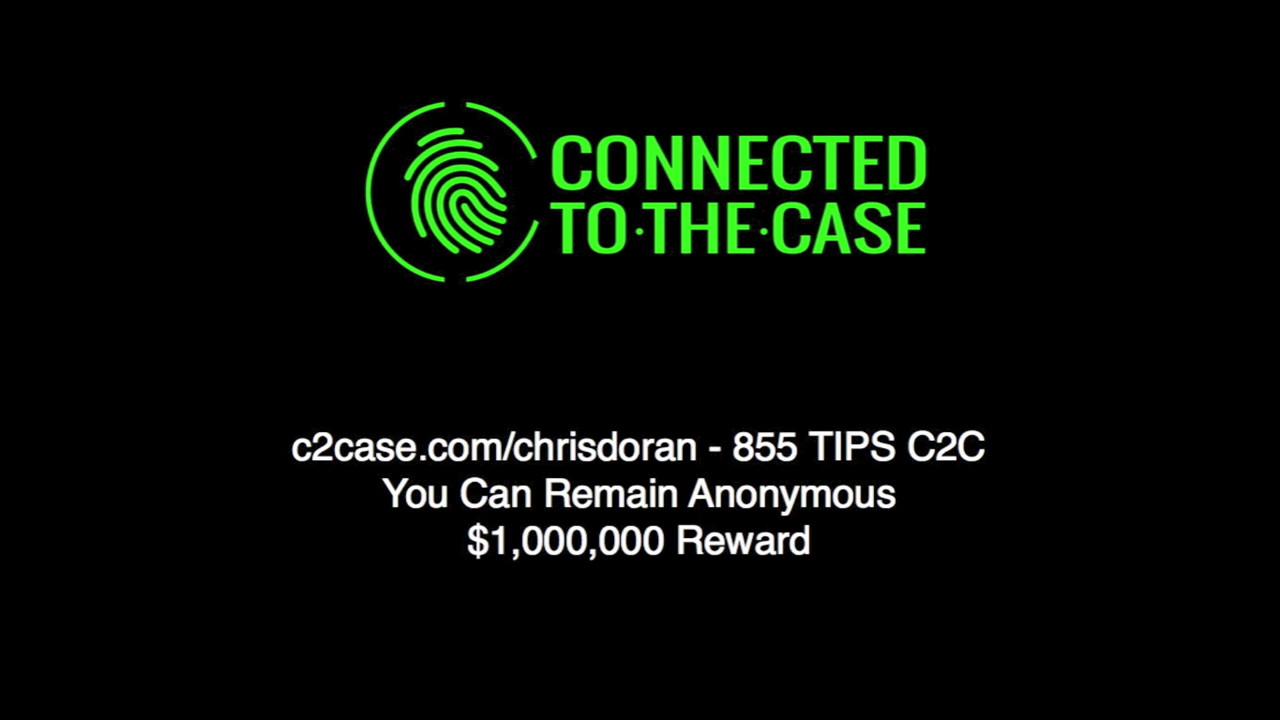 CONNECTED
TO·THE·CASE
c2case.com/chrisdoran - 855 TIPS C2C
You Can Remain Anonymous
$1,000,000 Reward